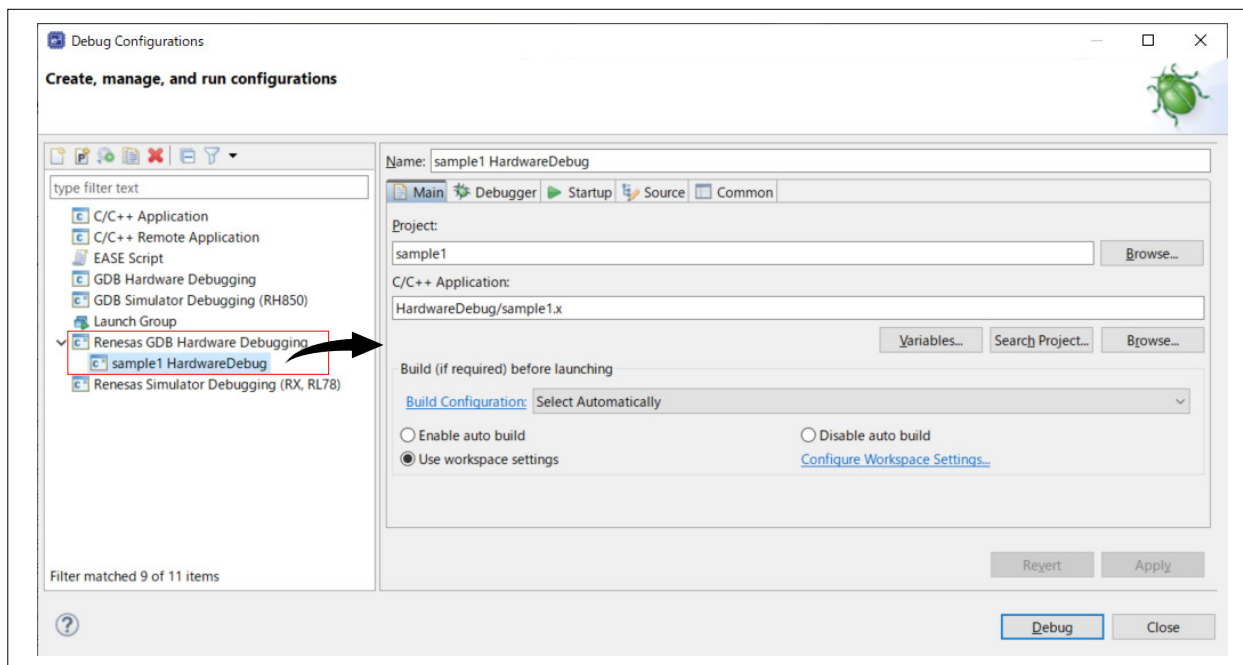 Debug Configurations
Create, manage, and run configurations
type filter text
C/C++ Application
C/C++ Remote Application
EASE Script
GDB Hardware Debugging
GDB Simulator Debugging (RH850)
Launch Group
Renesas GDB Hardware Debugging
sample1 HardwareDebug
Renesas Simulator Debugging (RX, RL78)
Filter matched 9 of 11 items
Name: sample1 HardwareDebug
Main Debugger Startup Source Common
Project:
sample1 Browse...
C/C++ Application:
HardwareDebug/sample1.x
Variables... Search Project... Browse...
Build (if required) before launching
Build Configuration: Select Automatically
Enable auto build Disable auto build
Use workspace settings Configure Workspace Settings...
Revert Apply
Debug Close